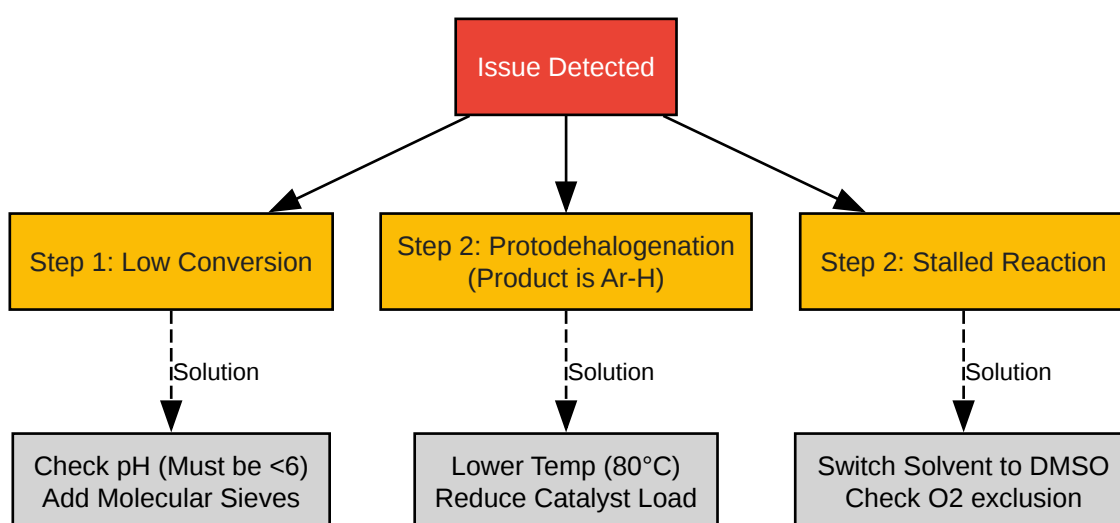 Issue Detected
Step 1: Low Conversion
Step 2: Protodehalogenation
(Product is Ar-H)
Step 2: Stalled Reaction
Solution
Solution
Solution
Check pH (Must be <6)
Add Molecular Sieves
Lower Temp (80°C)
Reduce Catalyst Load
Switch Solvent to DMSO
Check O2 exclusion